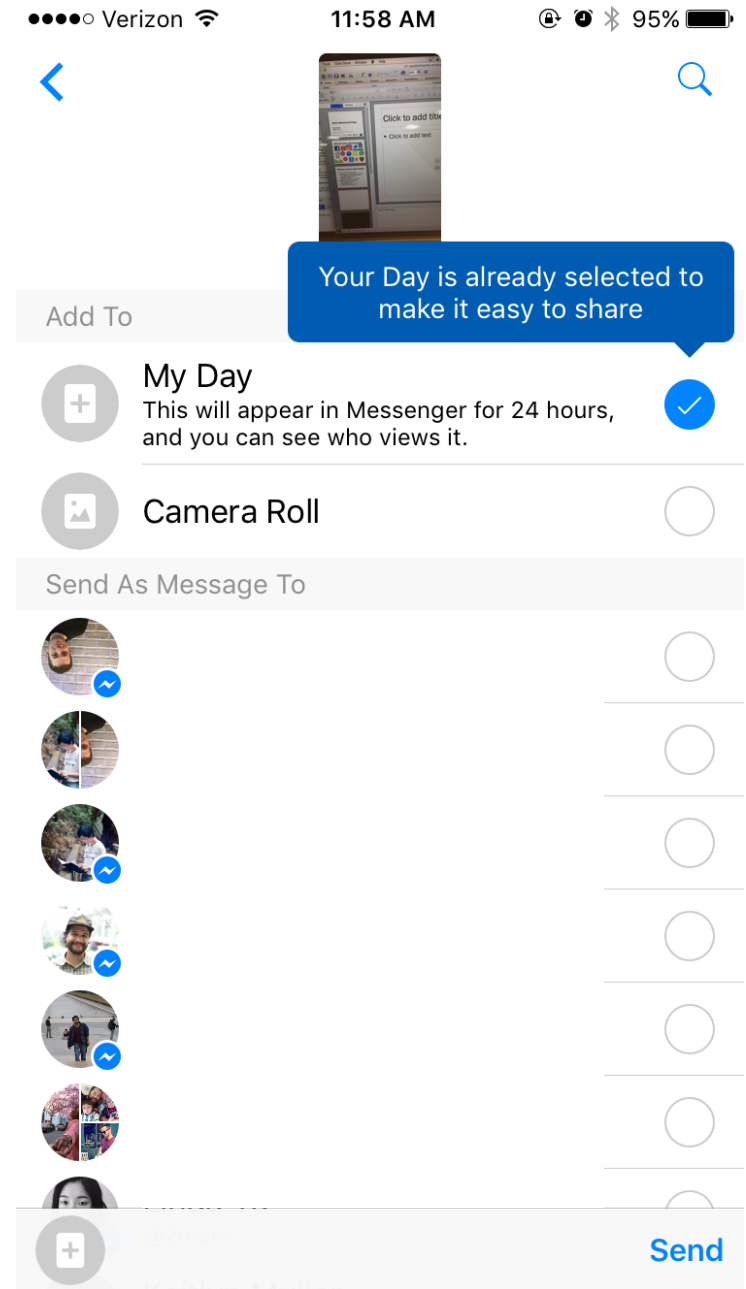 Verizon
11:58 AM
95%
Click to add title
• Click to add text
Your Day is already selected to
make it easy to share
Add To
My Day
This will appear in Messenger for 24 hours,
and you can see who views it.
Camera Roll
Send As Message To
Send